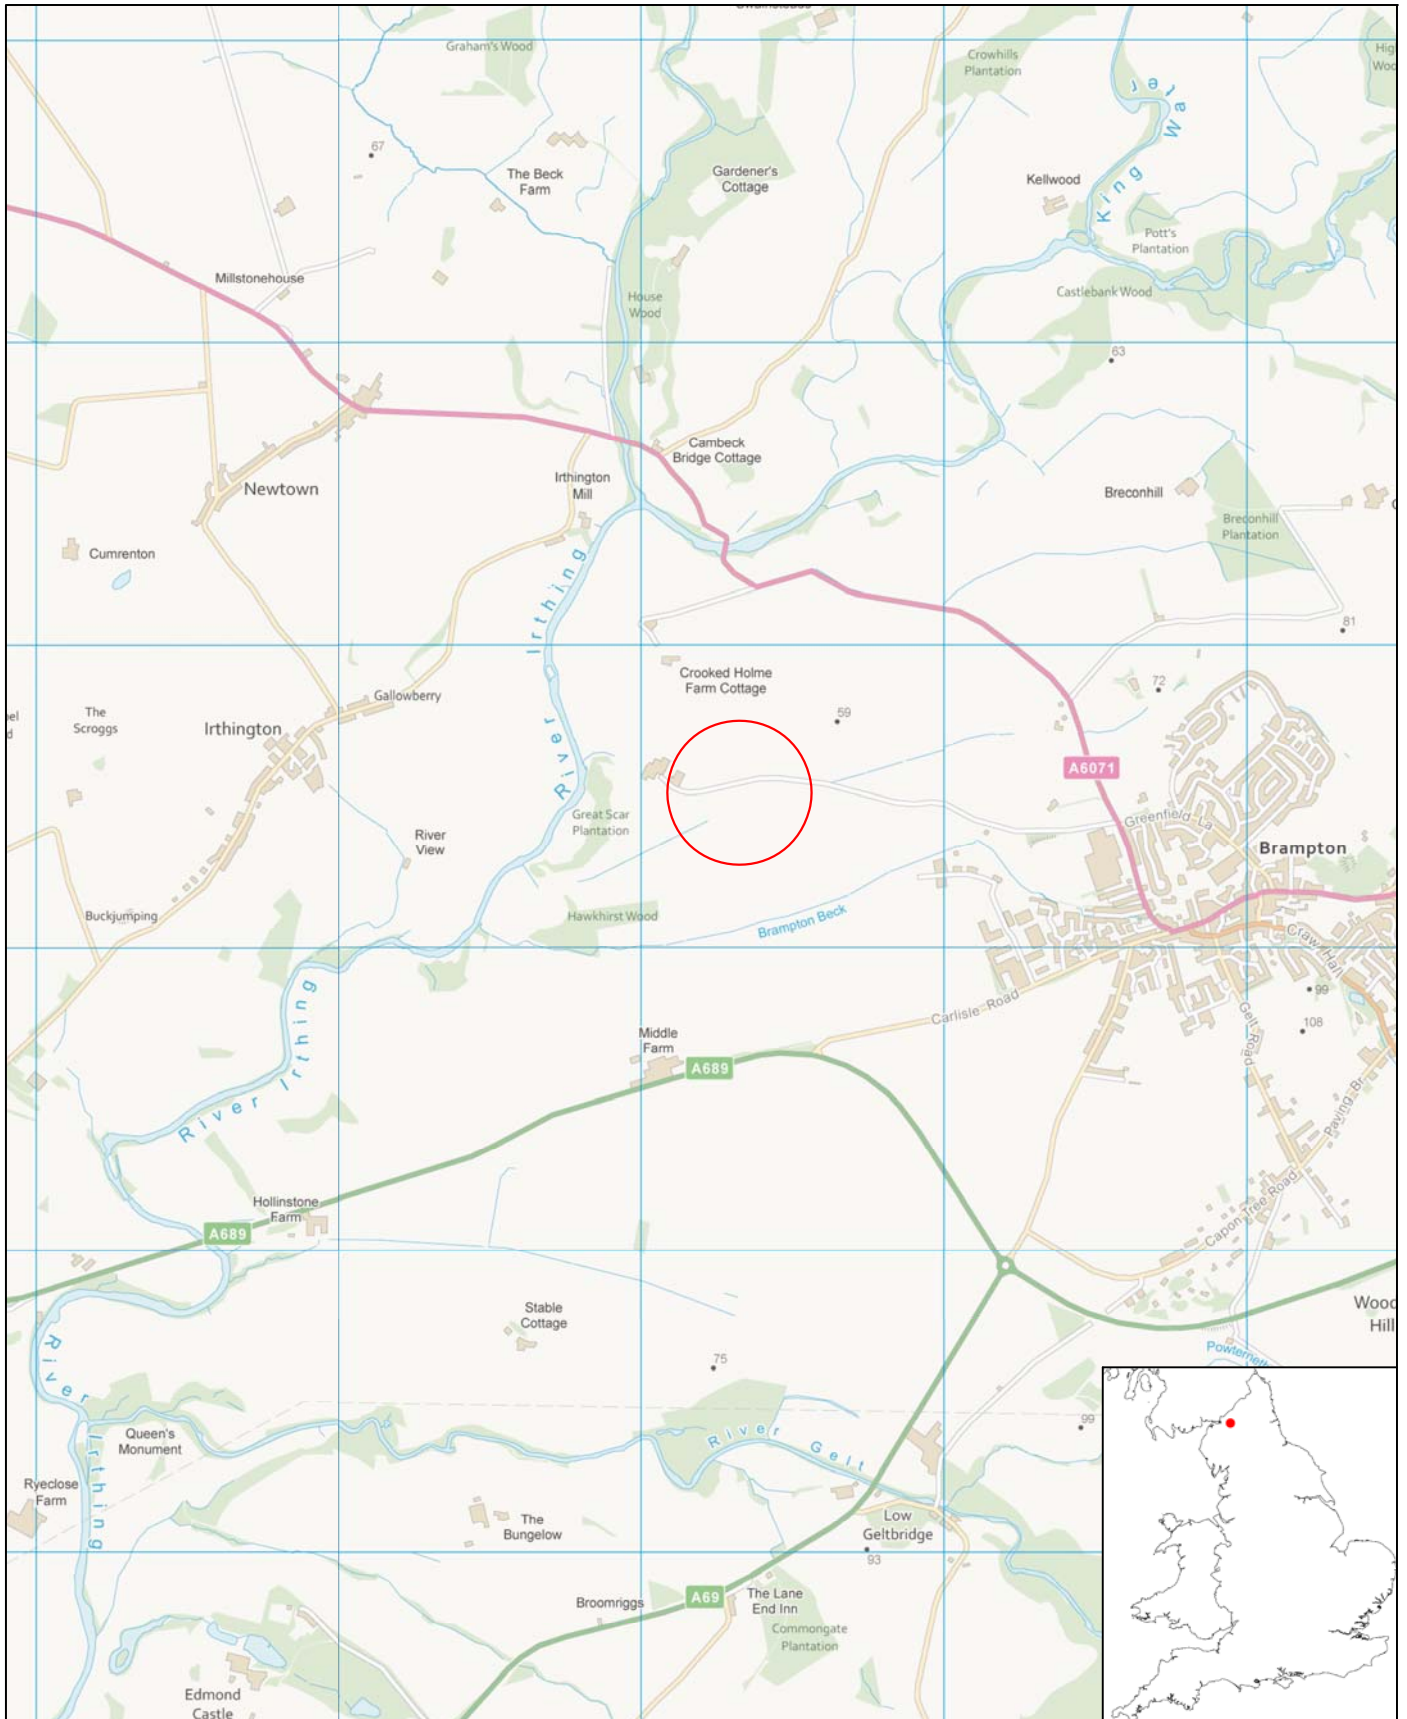 Graham's Wood
Crowhills
Plantation
King Water
67
The Beck
Farm
Gardener's
Cottage
Kellwood
Pott's
Plantation
Millstonehouse
House
Wood
Castlebank Wood
63
Cambeck
Bridge Cottage
Irthington
Mill
Newtown
Breconhill
Breconhill
Plantation
Cumrenton
River Irthing
81
Crooked Holme
Farm Cottage
72
Gallowberry
The
Scroggs
Irthington
59
A6071
Great Scar
Plantation
River
View
Greenfield La
Brampton
Buckjumping
Hawkhirst Wood
Brampton Beck
Craw Hall
99
Carlisle Road
Gelt Road
108
Middle
Farm
A689
River Irthing
Paving Br
Hollinstone
Farm
A689
Capon Tree Road
Stable
Cottage
Wood
Hill
River Irthing
75
99
Queen's
Monument
River Gelt
Ryeclose
Farm
The
Bungelow
Low
Geltbridge
93
A69
The Lane
End Inn
Broomriggs
Commongate
Plantation
Edmond
Castle